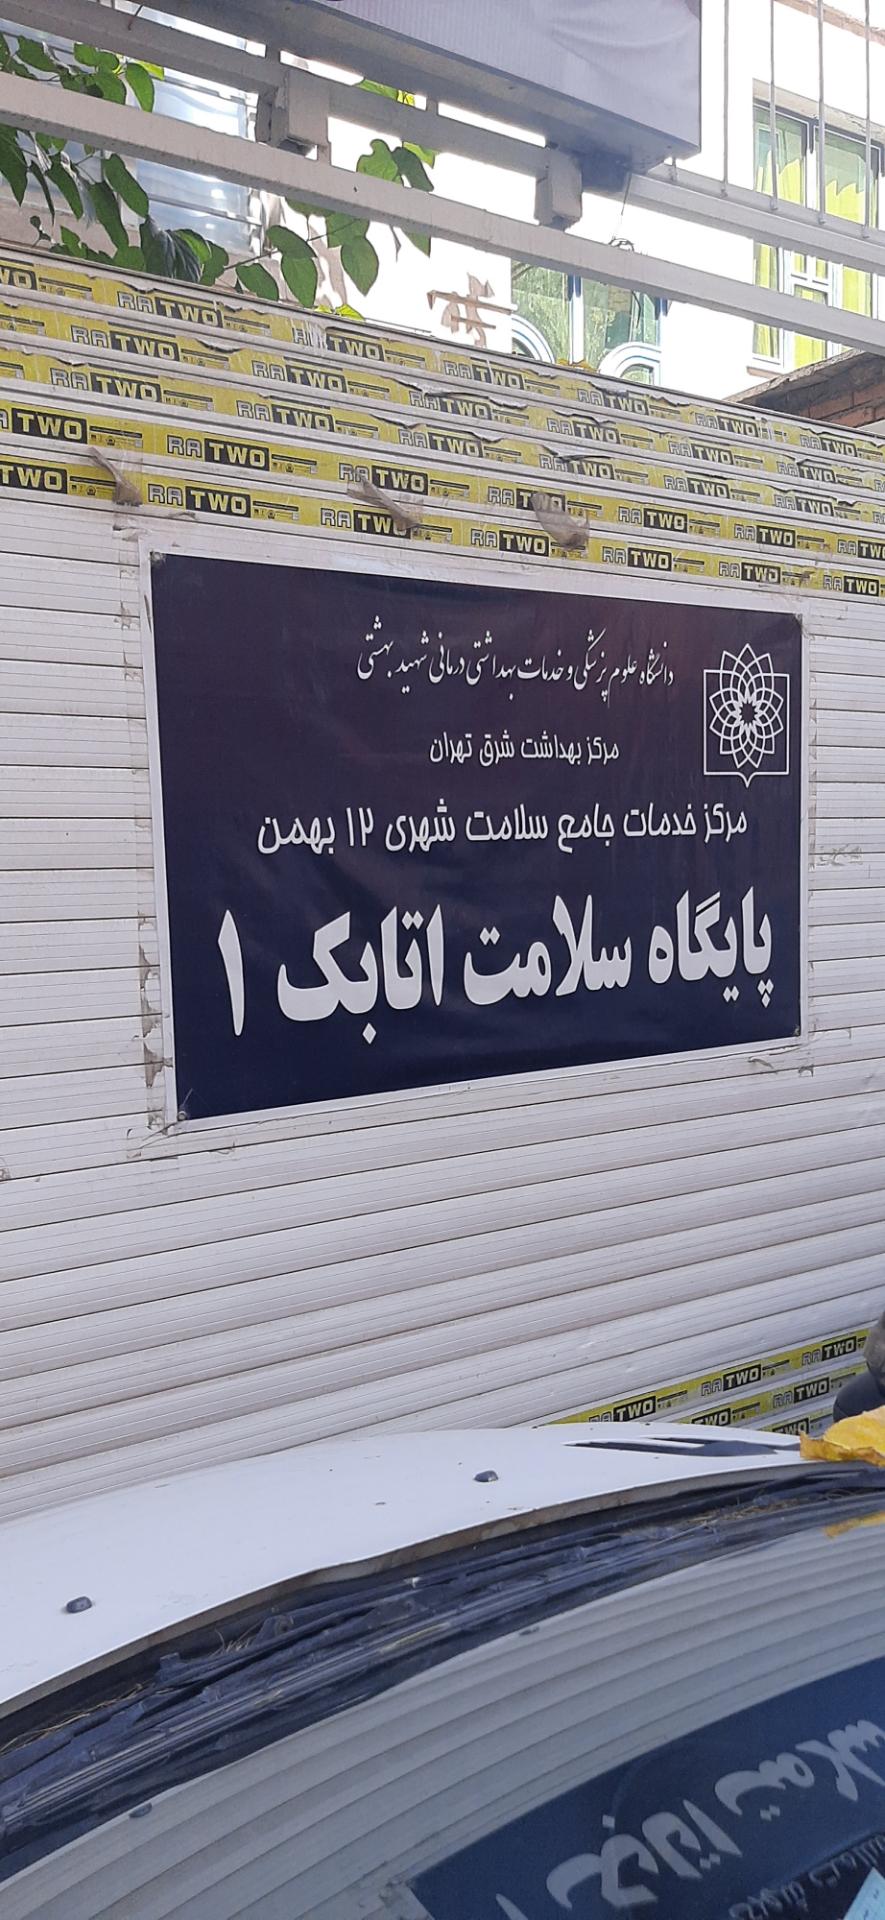 دانشگاه علوم پزشکی و خدمات بهداشتی درمانی شهید بهشتی
مرکز بهداشت شرق تهران
مرکز خدمات جامع سلامت شهری ۱۲ بهمن
پایگاه سلامت اتابک ۱
RA TWO